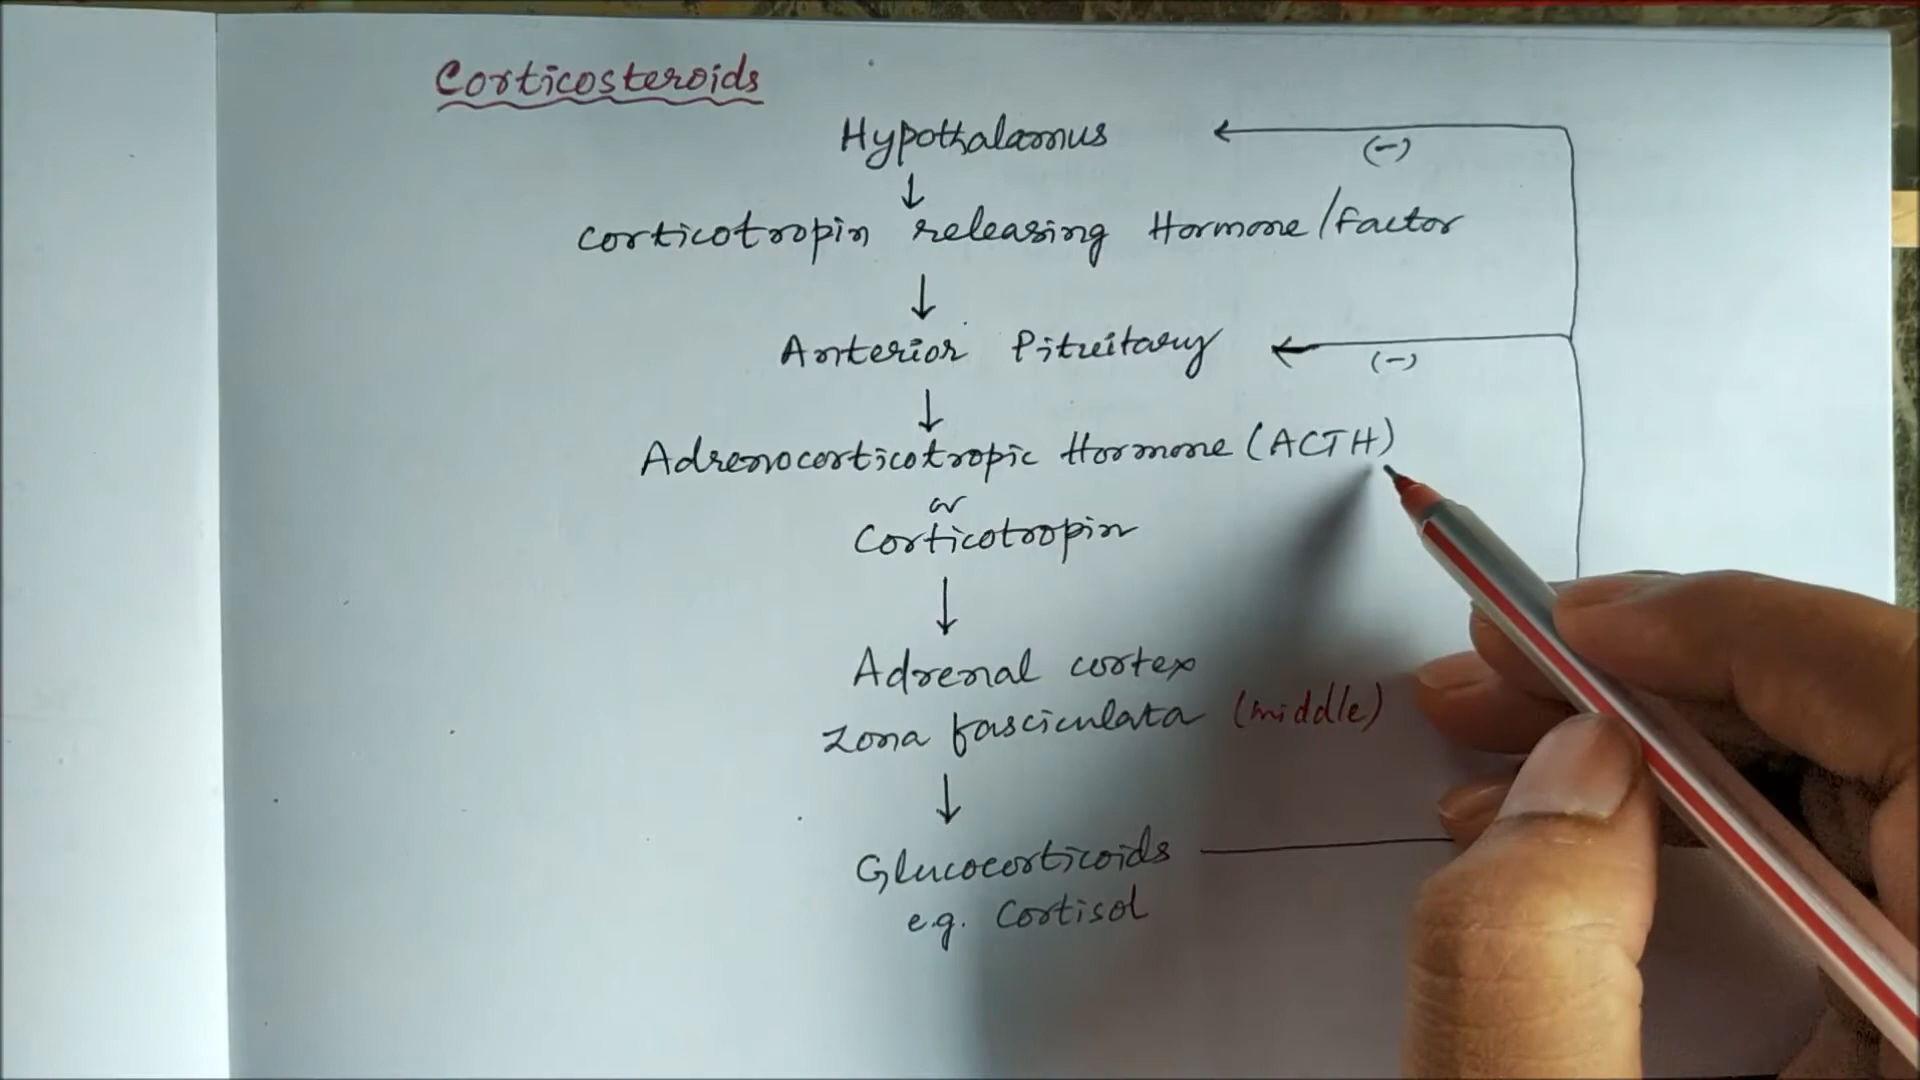 Corticosteroids
Hypothalamus
(-)
corticotropin releasing Hormone/factor
Anterior Pituitary
(-)
Adrenocorticotropic Hormone (ACTH)
or
Corticotropin
Adrenal cortex
Zona fasciculata (middle)
Glucocorticoids
e.g. Cortisol